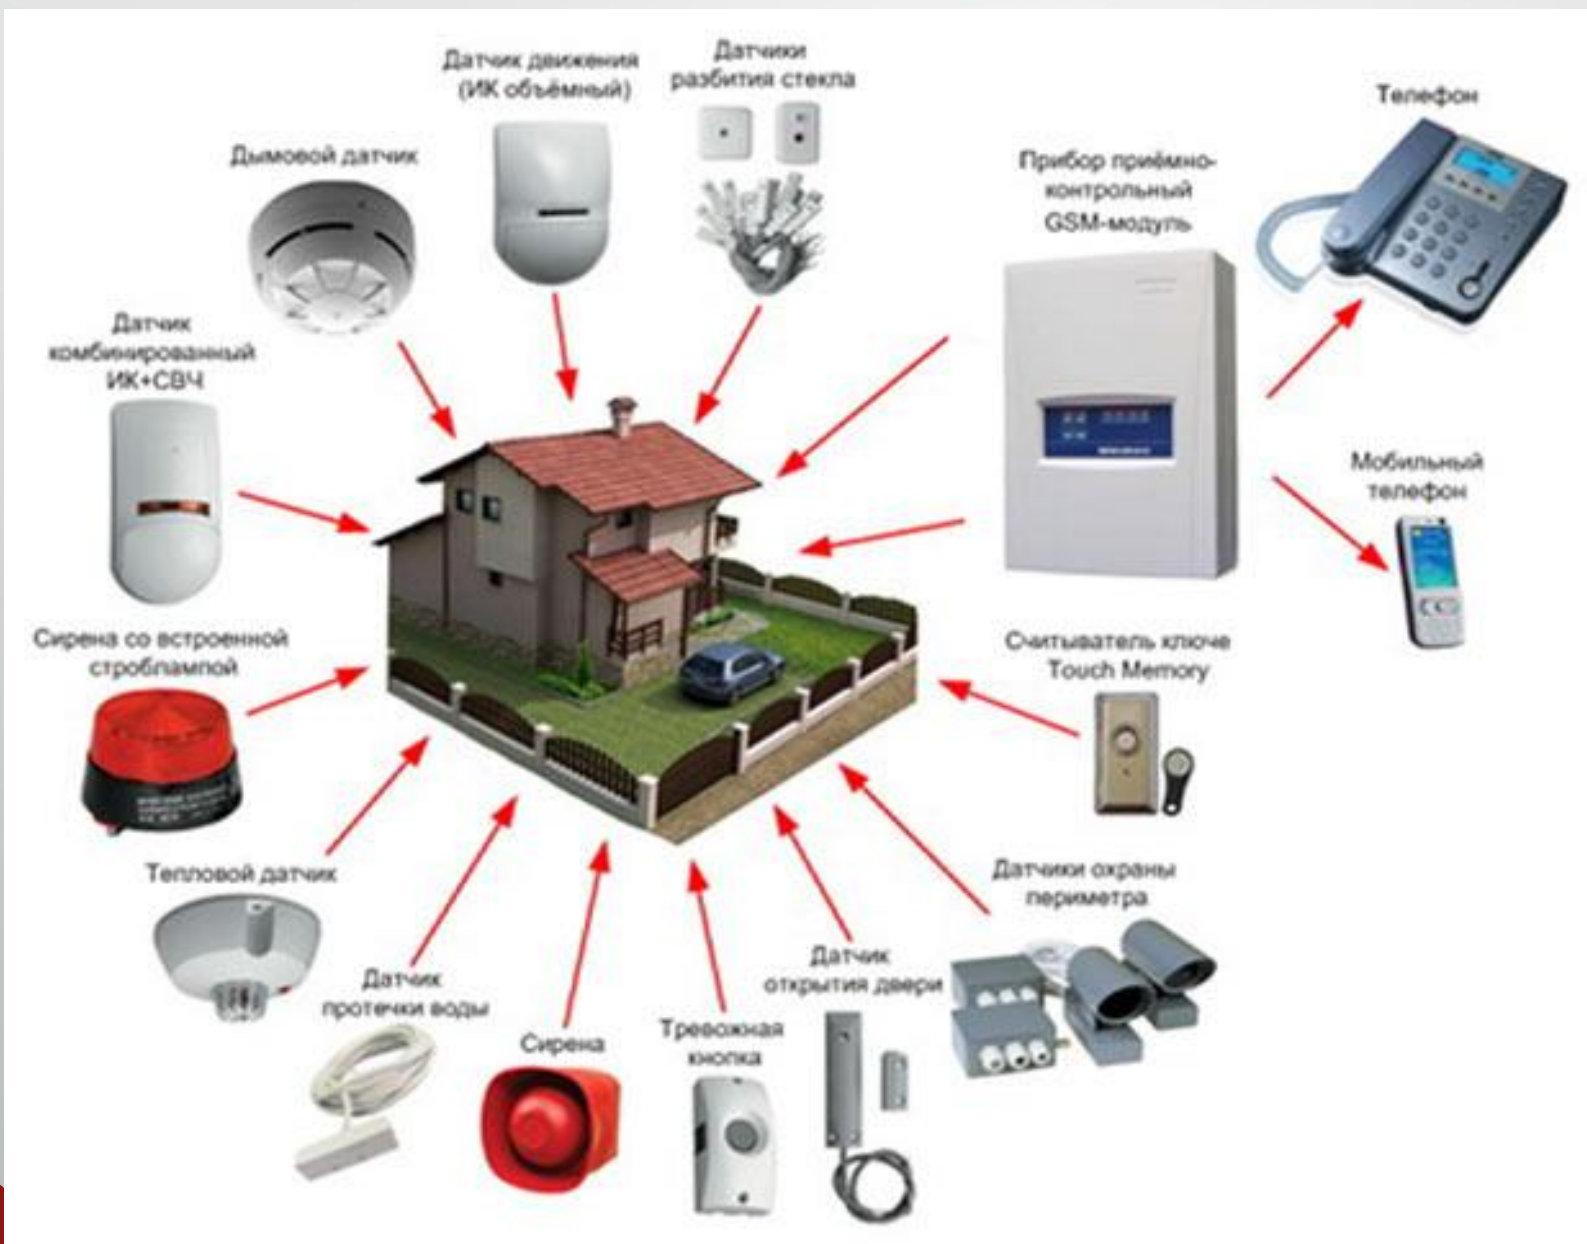 Датчик движения
(ИК объёмный)
Датчики
разбития стекла
Телефон
Дымовой датчик
Прибор приёмно-
контрольный
GSM-модуль
Датчик
комбинированный
ИК+СВЧ
Мобильный
телефон
Сирена со встроенной
строблампой
Считыватель ключе
Touch Memory
Тепловой датчик
Датчики охраны
периметра
Датчик
протечки воды
Датчик
открытия двери
Сирена
Тревожная
кнопка